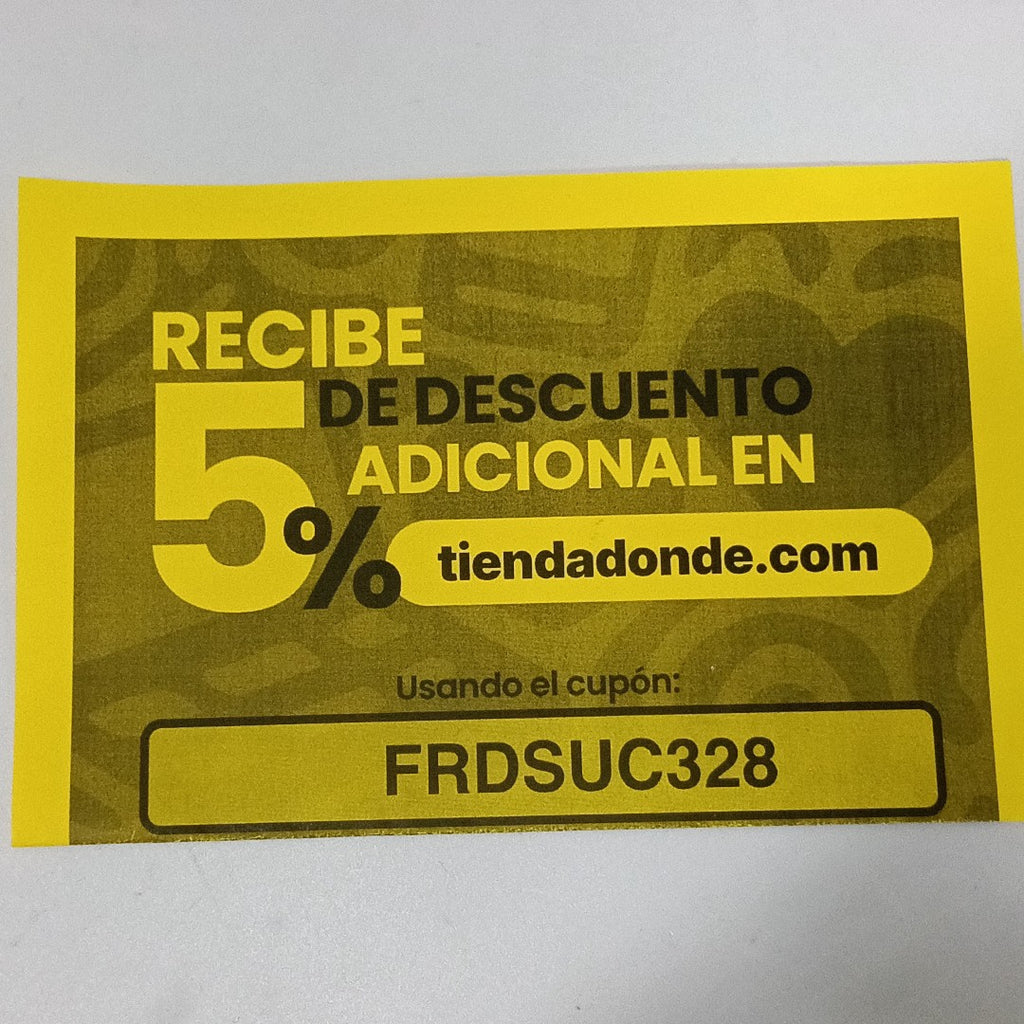 RECIBE
5% DE DESCUENTO
ADICIONAL EN
tiendadonde.com
Usando el cupón:
FRDSUC328